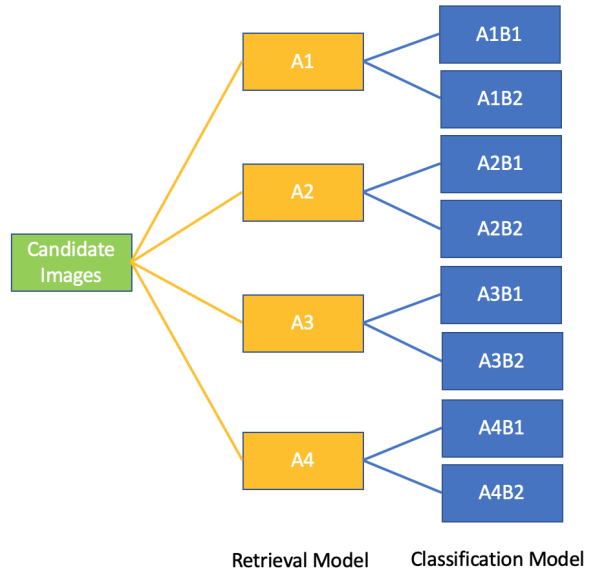 Candidate
Images
A1
A2
A3
A4
A1B1
A1B2
A2B1
A2B2
A3B1
A3B2
A4B1
A4B2
Retrieval Model
Classification Model